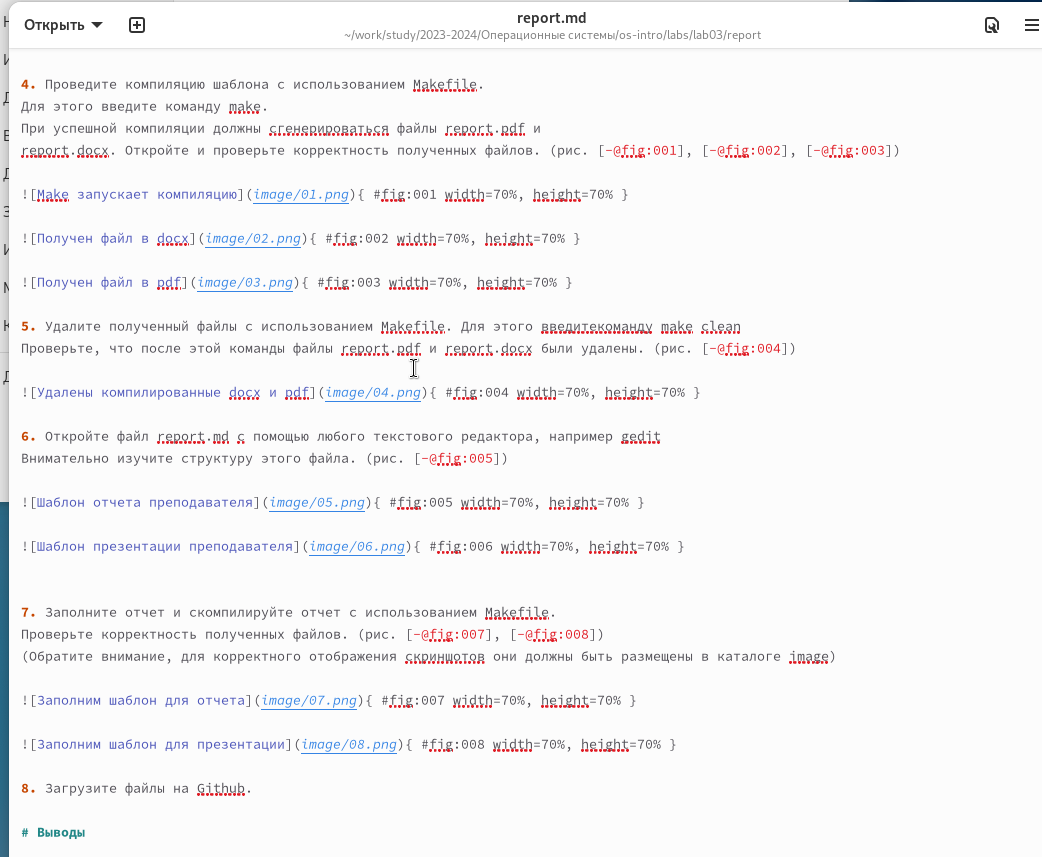 Открыть
report.md
~/work/study/2023-2024/Операционные системы/os-intro/labs/lab03/report
4. Проведите компиляцию шаблона с использованием Makefile.
Для этого введите команду make.
При успешной компиляции должны сгенерироваться файлы report.pdf и
report.docx. Откройте и проверьте корректность полученных файлов. (рис. [-@fig:001], [-@fig:002], [-@fig:003])
![Make запускает компиляцию](image/01.png){ #fig:001 width=70%, height=70% }
![Получен файл в docx](image/02.png){ #fig:002 width=70%, height=70% }
![Получен файл в pdf](image/03.png){ #fig:003 width=70%, height=70% }
5. Удалите полученный файлы с использованием Makefile. Для этого введитекоманду make clean
Проверьте, что после этой команды файлы report.pdf и report.docx были удалены. (рис. [-@fig:004])
![Удалены компилированные docx и pdf](image/04.png){ #fig:004 width=70%, height=70% }
6. Откройте файл report.md c помощью любого текстового редактора, например gedit
Внимательно изучите структуру этого файла. (рис. [-@fig:005])
![Шаблон отчета преподавателя](image/05.png){ #fig:005 width=70%, height=70% }
![Шаблон презентации преподавателя](image/06.png){ #fig:006 width=70%, height=70% }
7. Заполните отчет и скомпилируйте отчет с использованием Makefile.
Проверьте корректность полученных файлов. (рис. [-@fig:007], [-@fig:008])
(Обратите внимание, для корректного отображения скриншотов они должны быть размещены в каталоге image)
![Заполним шаблон для отчета](image/07.png){ #fig:007 width=70%, height=70% }
![Заполним шаблон для презентации](image/08.png){ #fig:008 width=70%, height=70% }
8. Загрузите файлы на Github.
# Выводы